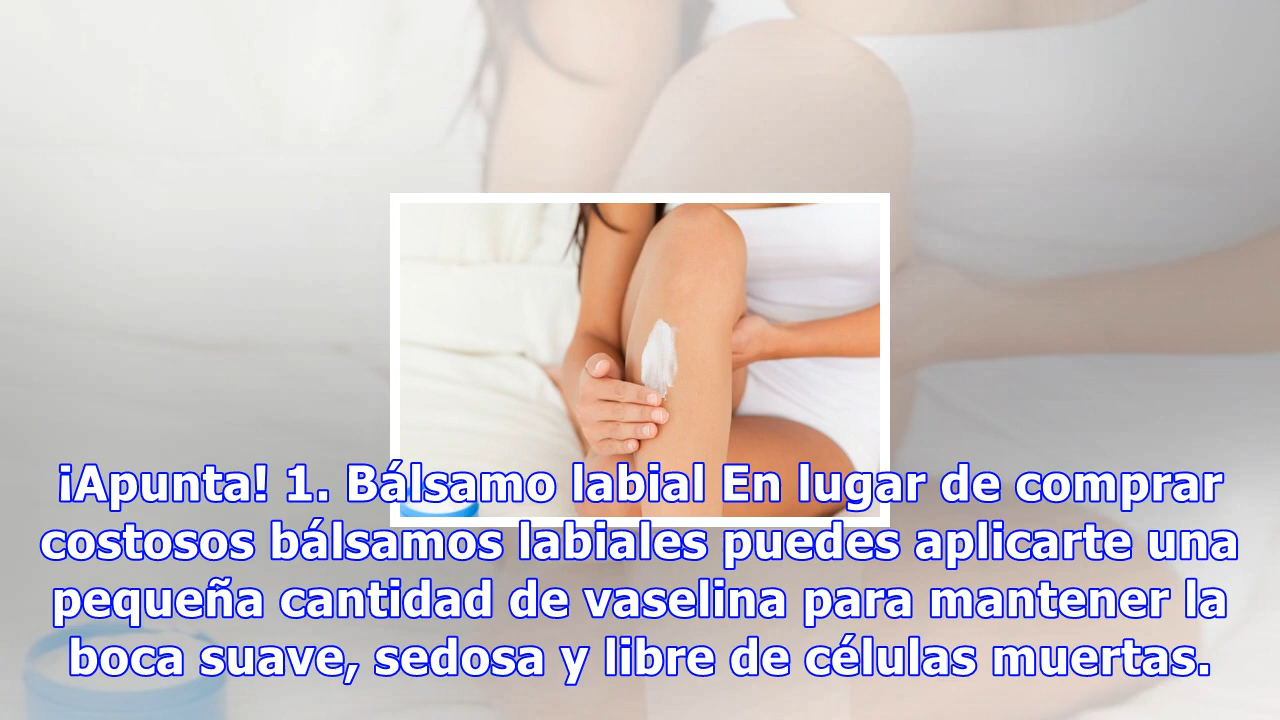 ¡Apunta! 1. Bálsamo labial En lugar de comprar
costosos bálsamos labiales puedes aplicarte una
pequeña cantidad de vaselina para mantener la
boca suave, sedosa y libre de células muertas.